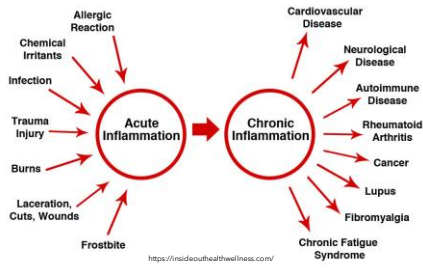 Allergic
Reaction
Chemical
Irritants
Infection
Trauma
Injury
Burns
Laceration,
Cuts, Wounds
Frostbite
Acute
Inflammation
Chronic
Inflammation
Cardiovascular
Disease
Neurological
Disease
Autoimmune
Disease
Rheumatoid
Arthritis
Cancer
Lupus
Fibromyalgia
Chronic Fatigue
Syndrome
https://insideouthealthwellness.com/